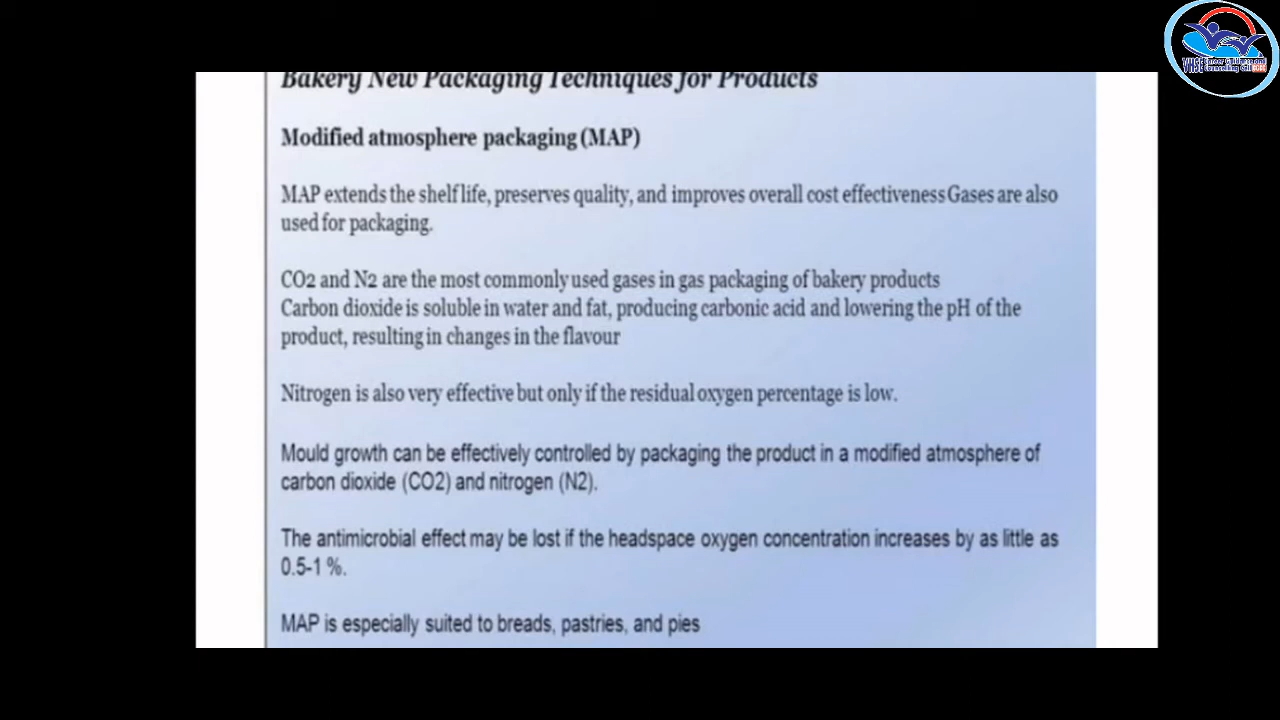 Bakery New Packaging Techniques for Products
Modified atmosphere packaging (MAP)
MAP extends the shelf life, preserves quality, and improves overall cost effectiveness Gases are also
used for packaging.
CO2 and N2 are the most commonly used gases in gas packaging of bakery products
Carbon dioxide is soluble in water and fat, producing carbonic acid and lowering the pH of the
product, resulting in changes in the flavour
Nitrogen is also very effective but only if the residual oxygen percentage is low.
Mould growth can be effectively controlled by packaging the product in a modified atmosphere of
carbon dioxide (CO2) and nitrogen (N2).
The antimicrobial effect may be lost if the headspace oxygen concentration increases by as little as
0.5-1 %.
MAP is especially suited to breads, pastries, and pies
VHSE Career Guidance and
Counselling Cell